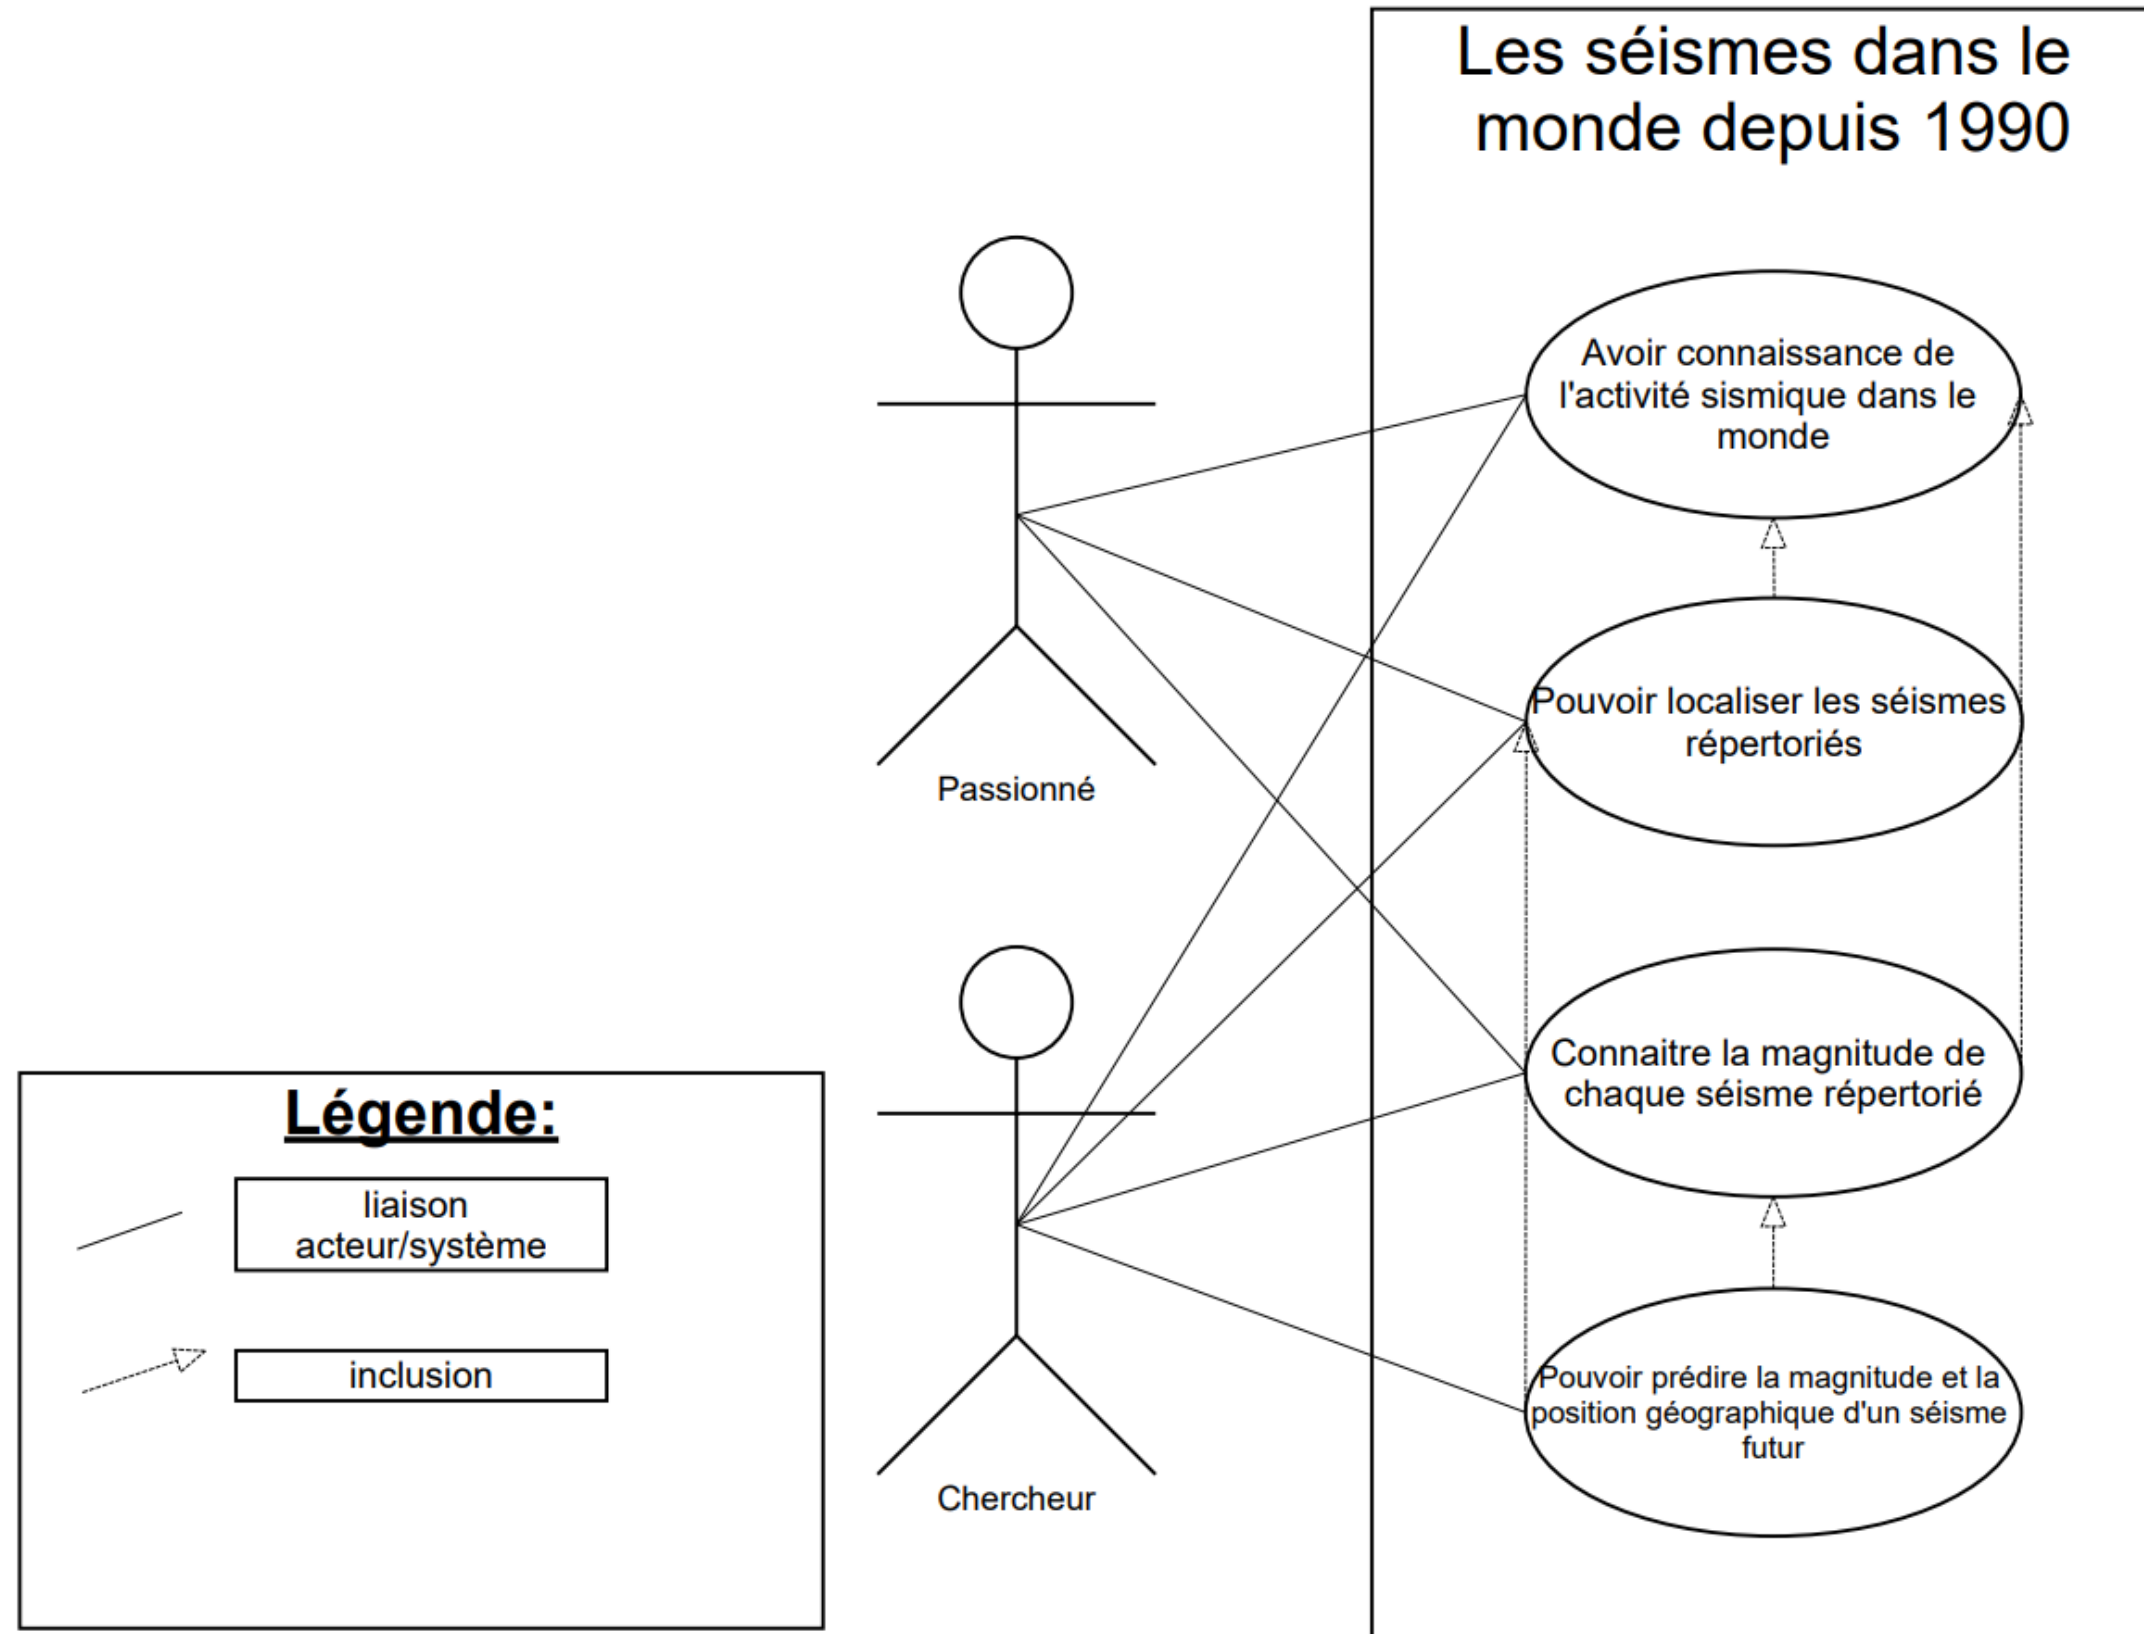 Les séismes dans le
monde depuis 1990
Avoir connaissance de
l'activité sismique dans le
monde
Pouvoir localiser les séismes
répertoriés
Passionné
Connaitre la magnitude de
chaque séisme répertorié
Légende:
liaison
acteur/système
inclusion
Pouvoir prédire la magnitude et la
position géographique d'un séisme
futur
Chercheur